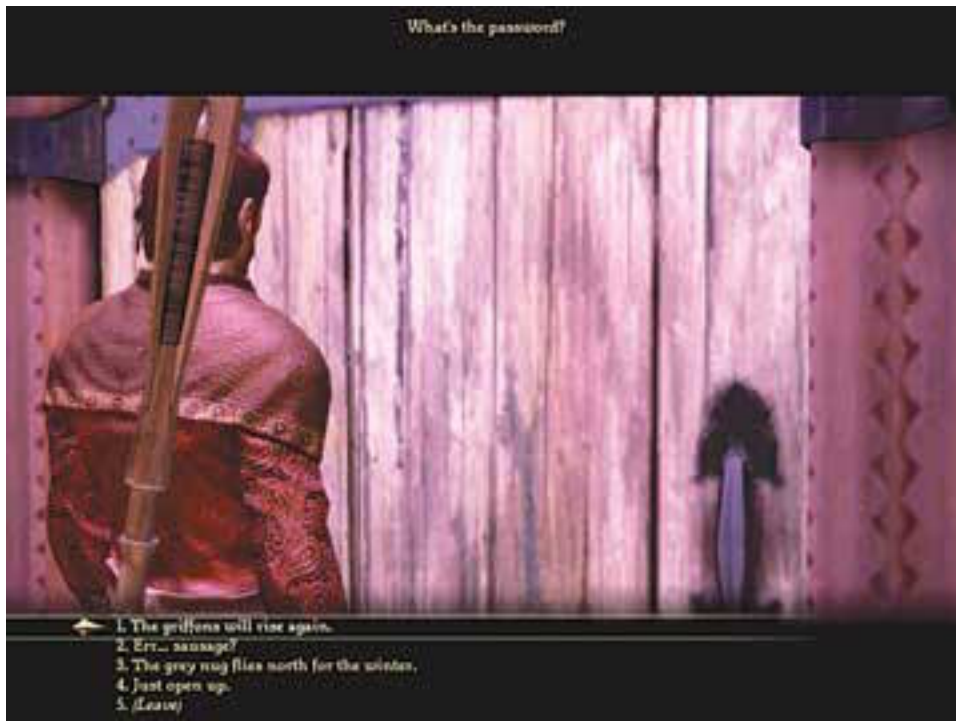 What's the password?
1. The griffons will rise again.
2. Err... sausage?
3. The grey nug flies north for the winter.
4. Just open up.
5. (Leave)